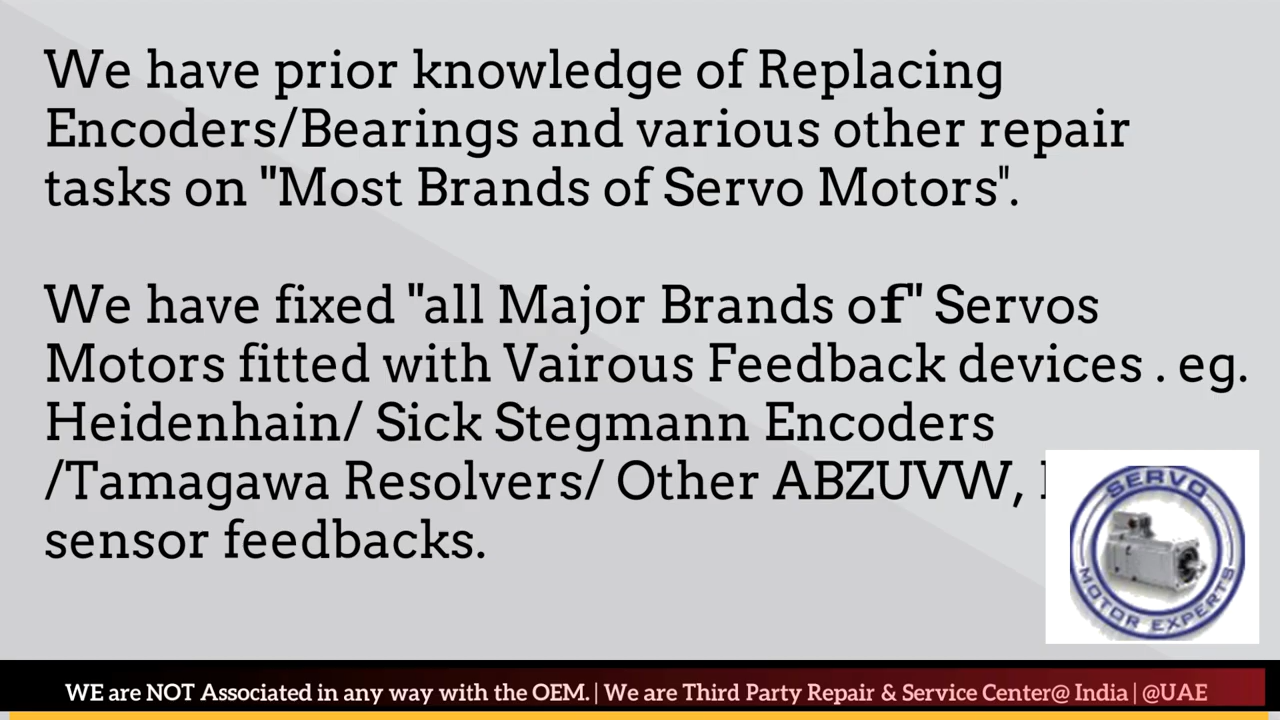 We have prior knowledge of Replacing
Encoders/Bearings and various other repair
tasks on "Most Brands of Servo Motors".
We have fixed "all Major Brands of" Servos
Motors fitted with Vairous Feedback devices . eg.
Heidenhain/ Sick Stegmann Encoders
/Tamagawa Resolvers/ Other ABZUVW,
sensor feedbacks.
SERVO
MOTOR EXPERTS
WE are NOT Associated in any way with the OEM. | We are Third Party Repair & Service Center@ India | @UAE